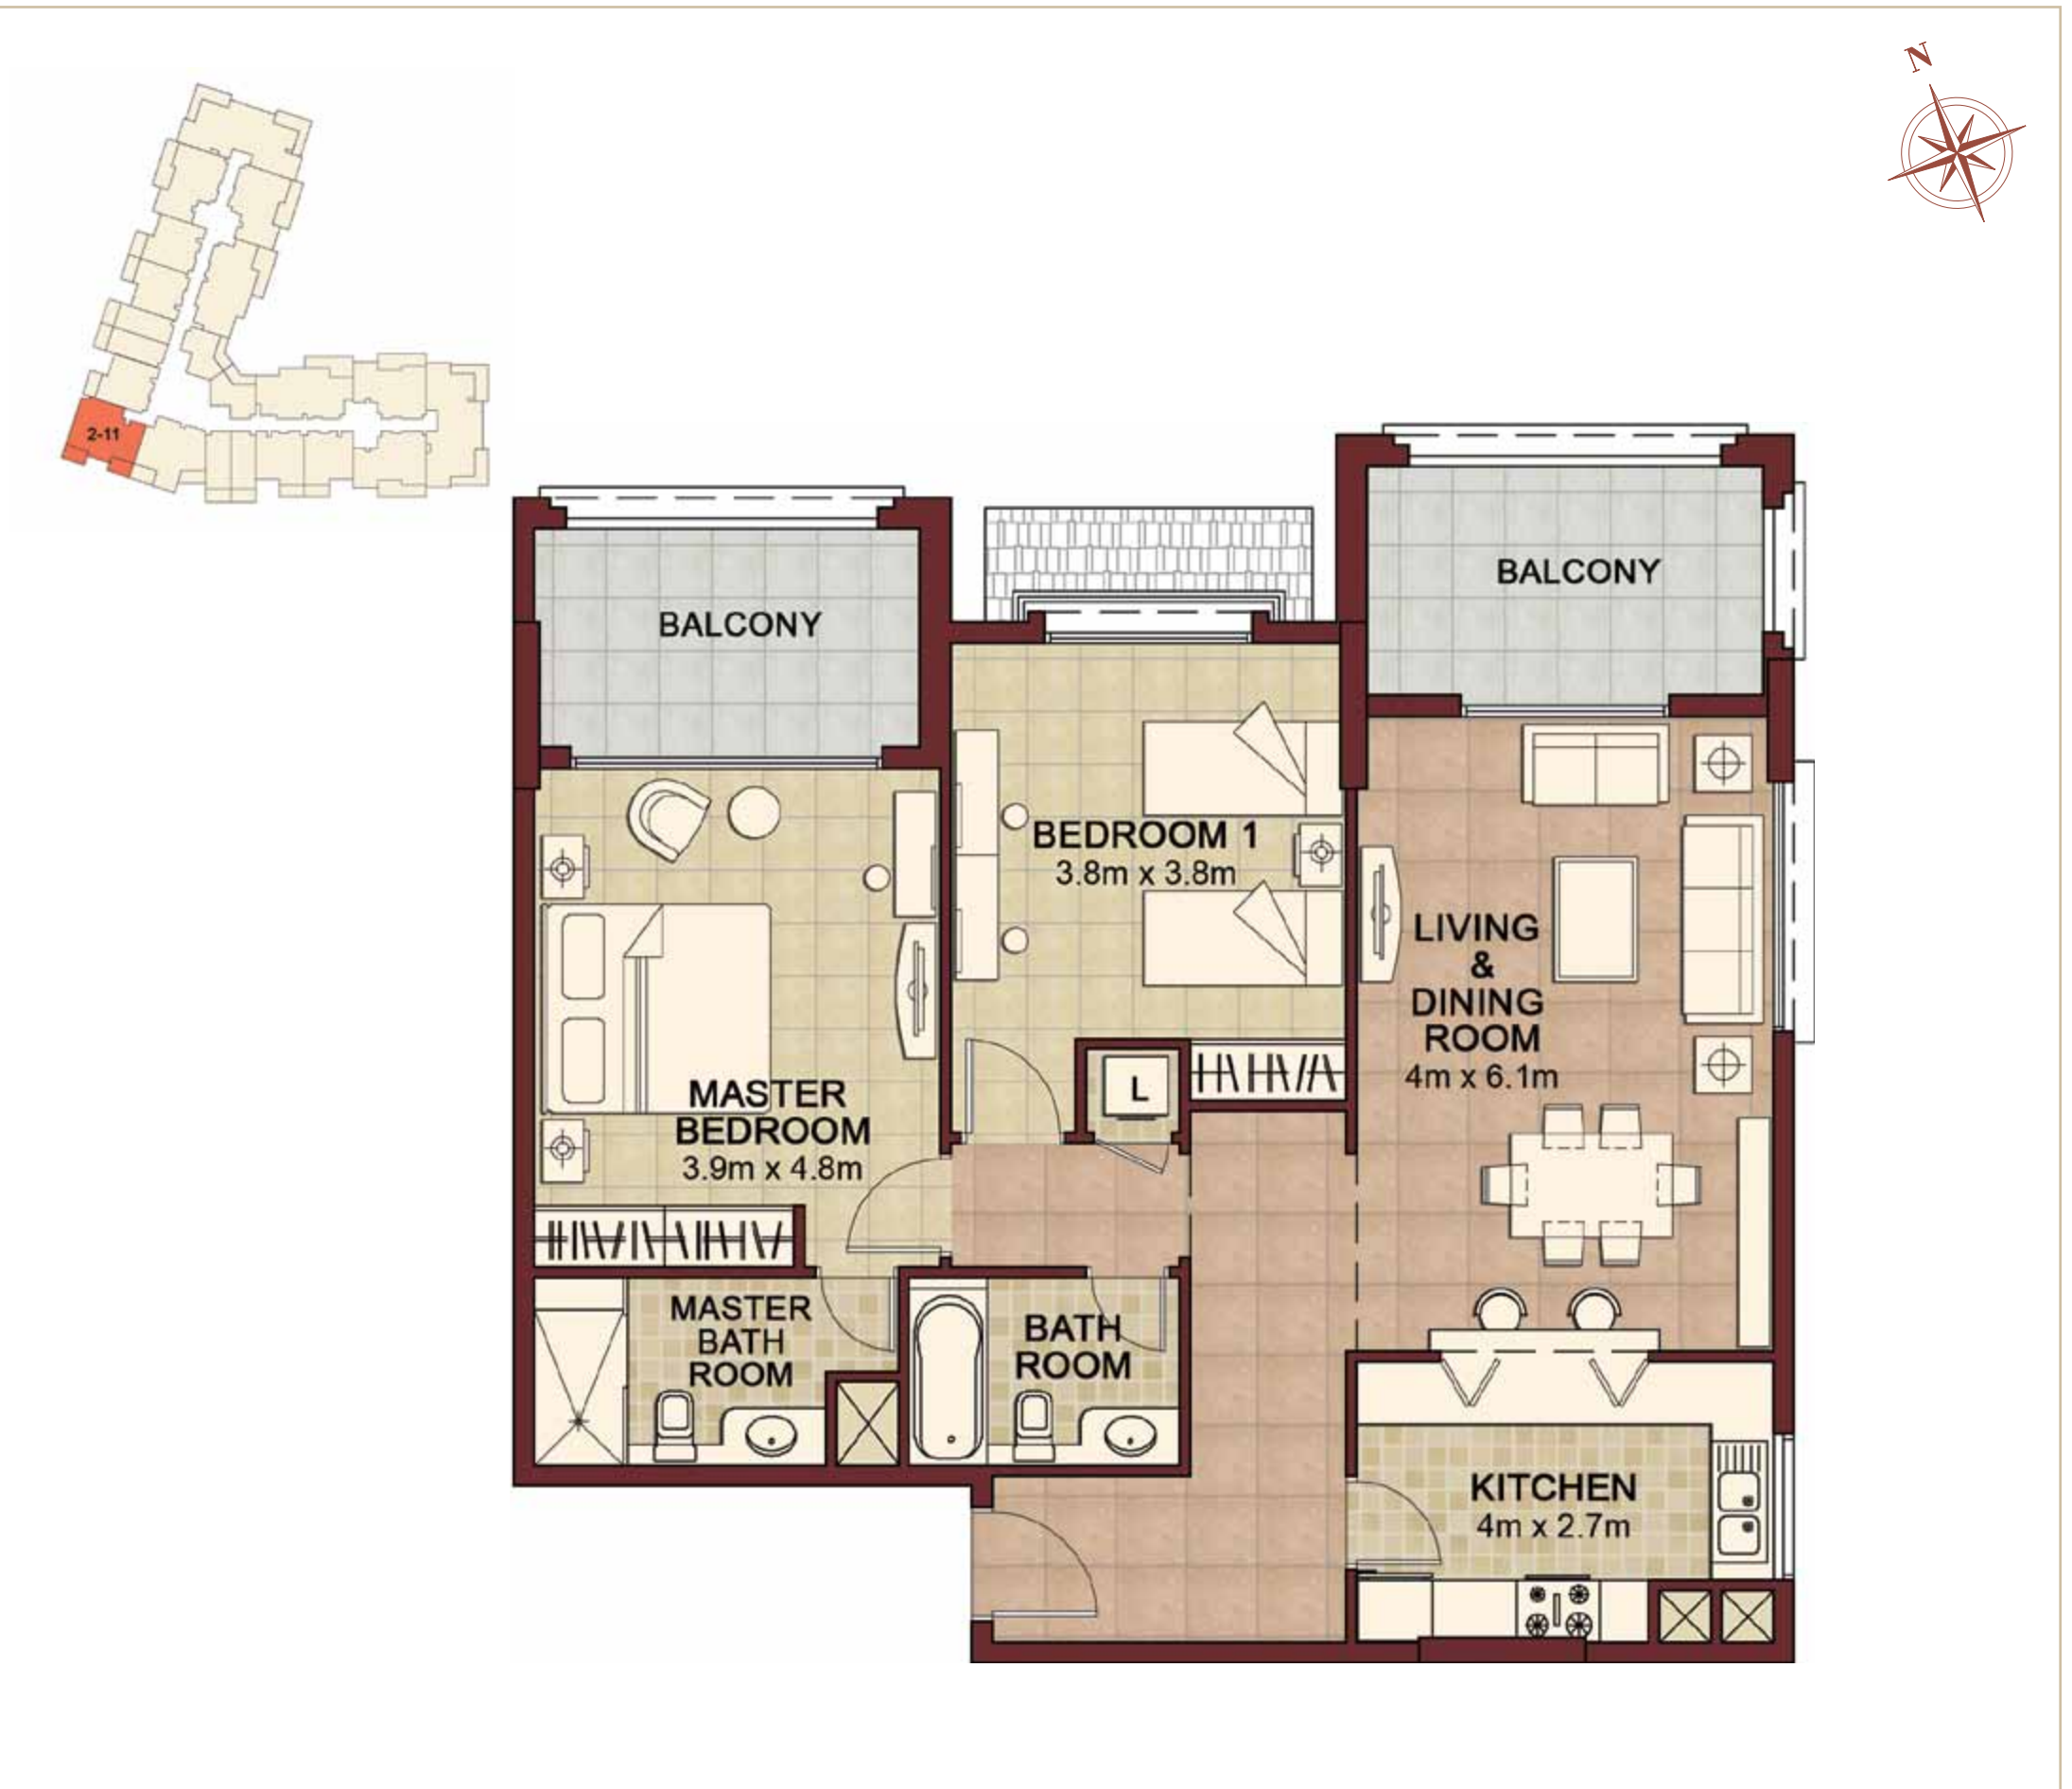 N
2-11
BALCONY
BALCONY
BEDROOM 1
3.8m x 3.8m
LIVING
&
DINING
ROOM
4m x 6.1m
MASTER
BEDROOM
3.9m x 4.8m
L
MASTER
BATH
ROOM
BATH
ROOM
KITCHEN
4m x 2.7m